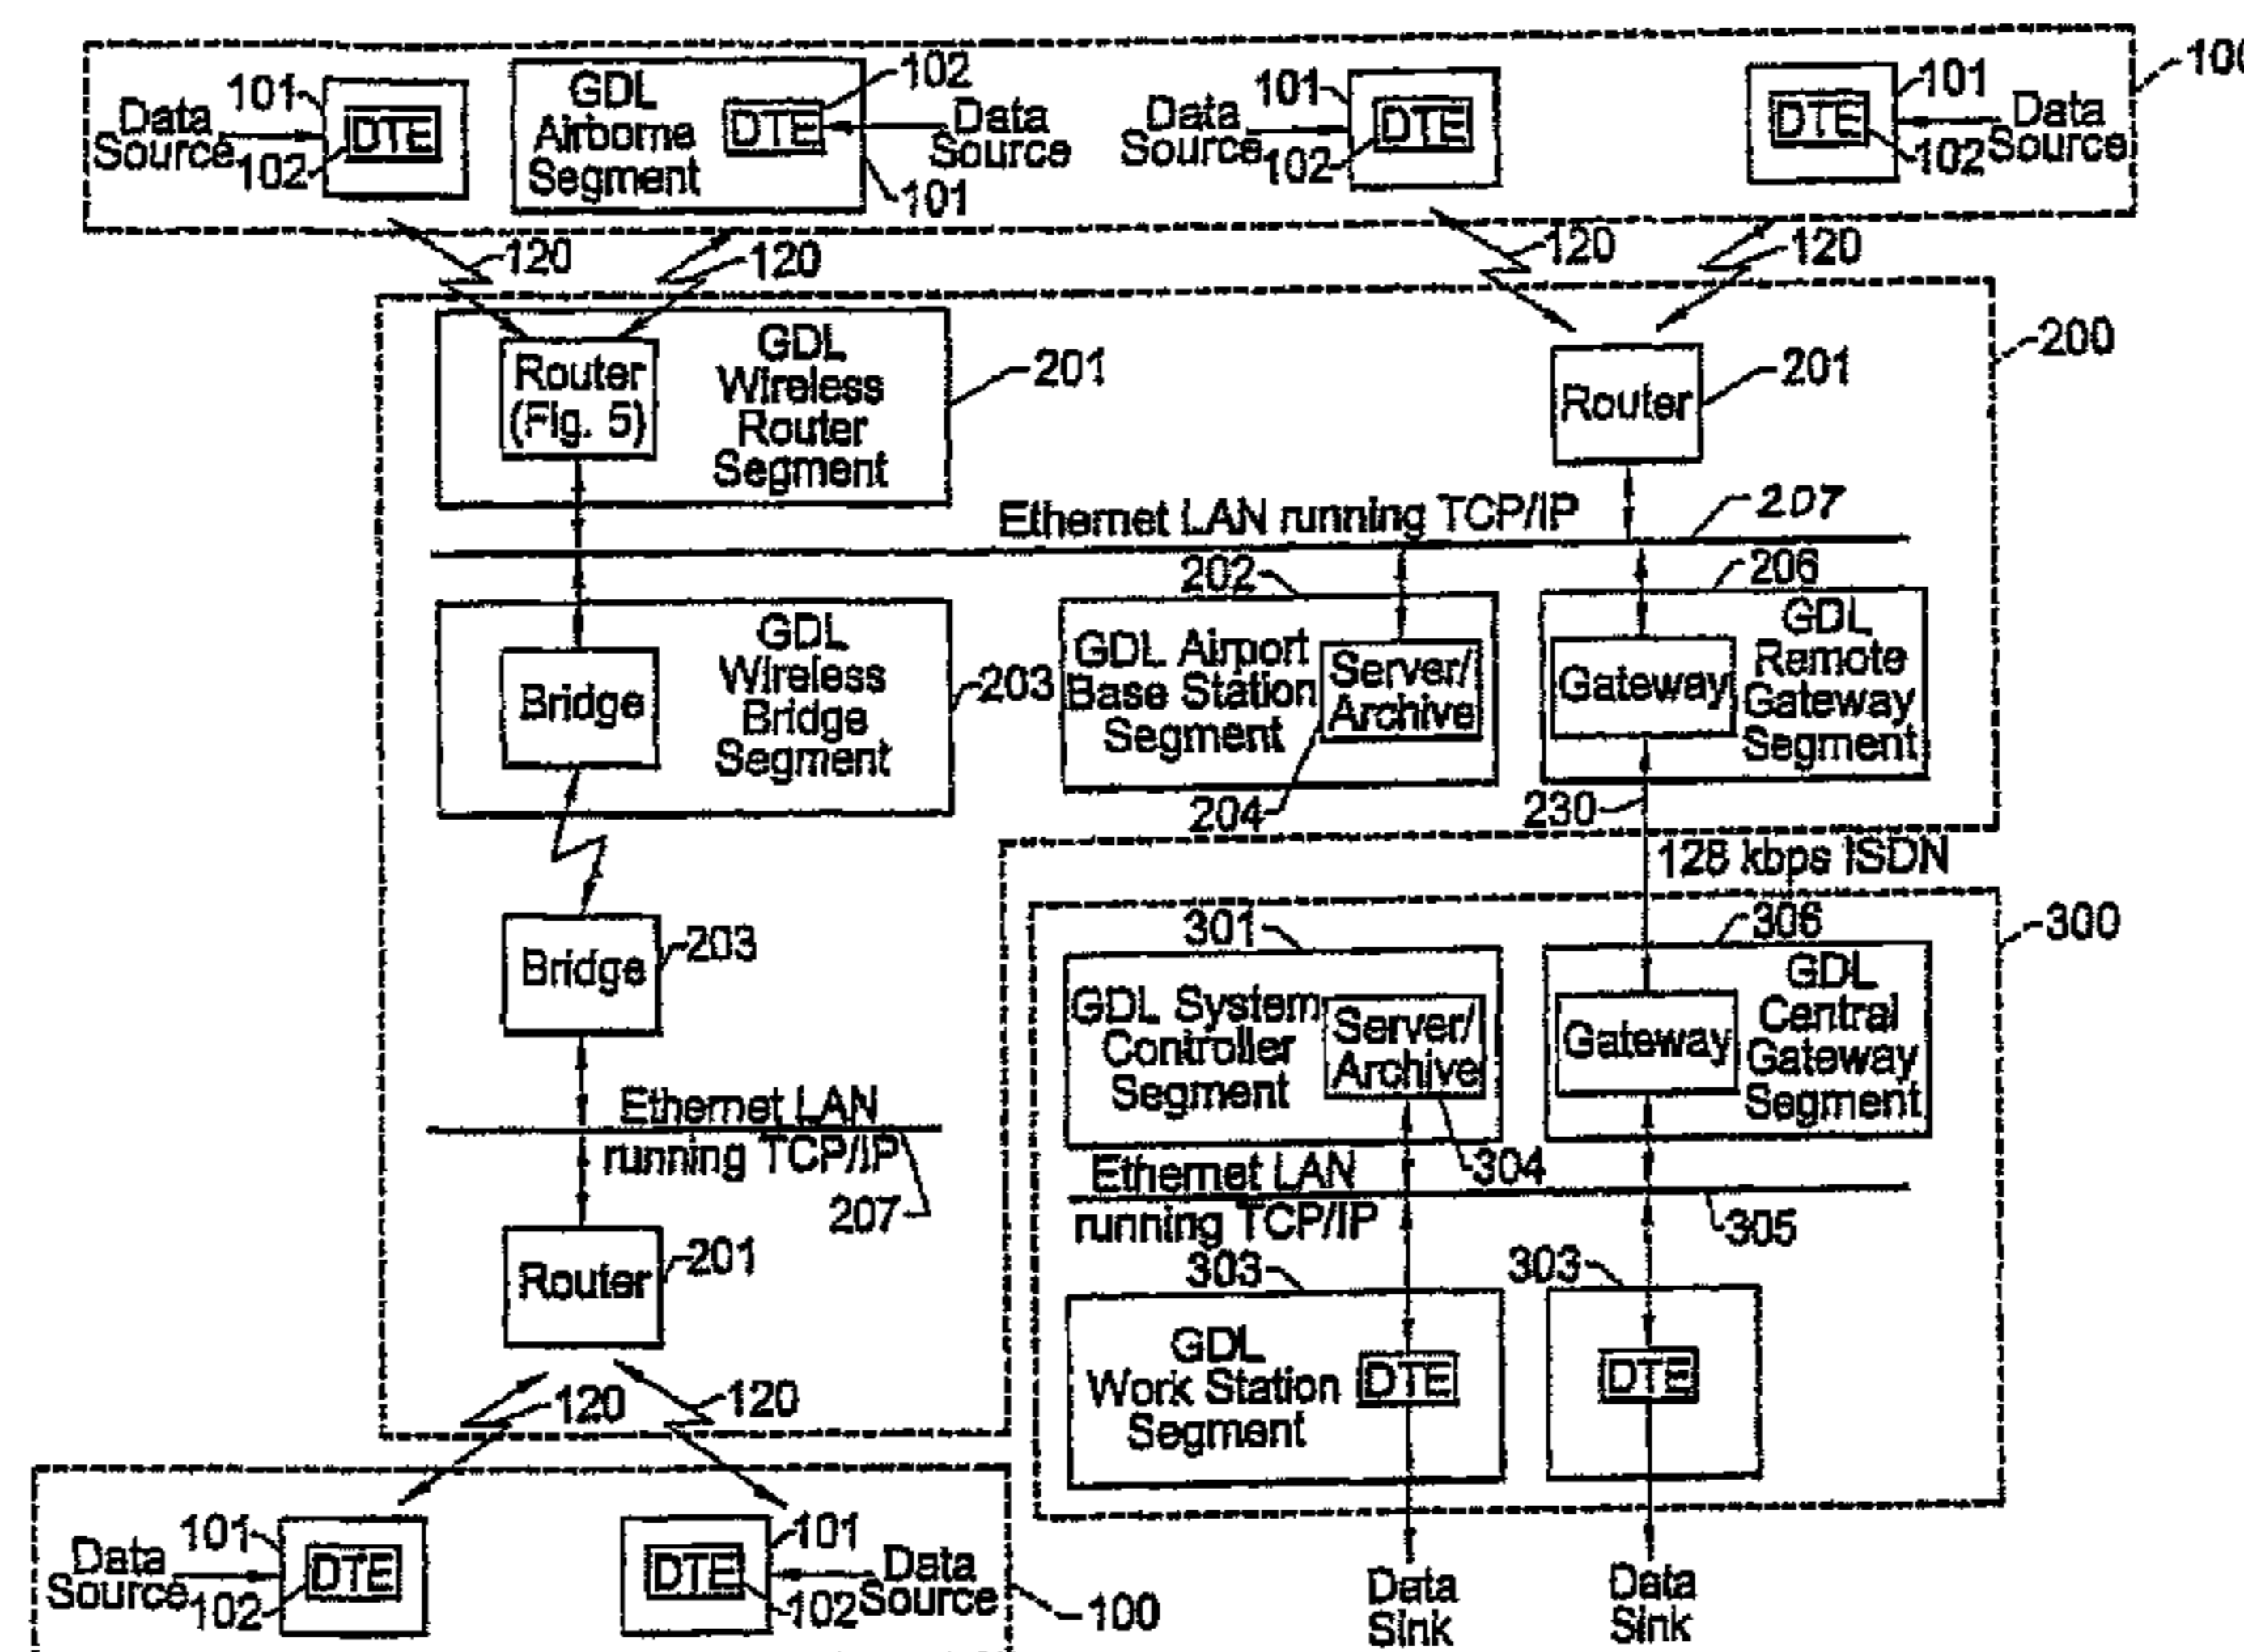 100
101
Data
Source
DTE
102
GDL
Airborne
Segment
DTE
102
Data
Source
101
Data
Source
101
DTE
102
DTE
101
Data
Source
102
120
120
120
120
200
Router
(Fig. 5)
GDL
Wireless
Router
Segment
201
Router
201
Ethernet LAN running TCP/IP
207
Bridge
GDL
Wireless
Bridge
Segment
203
202
GDL Airport
Base Station
Segment
Server/
Archive
204
206
Gateway
GDL
Remote
Gateway
Segment
230
128 kbps ISDN
Bridge
203
Ethernet LAN
running TCP/IP
207
Router
201
120
120
300
301
GDL System
Controller
Segment
Server/
Archive
304
306
Gateway
GDL
Central
Gateway
Segment
Ethernet LAN
running TCP/IP
305
303
GDL
Work Station
Segment
DTE
303
DTE
Data
Sink
Data
Sink
Data
Source
101
102
DTE
DTE
101
102
Data
Source
100